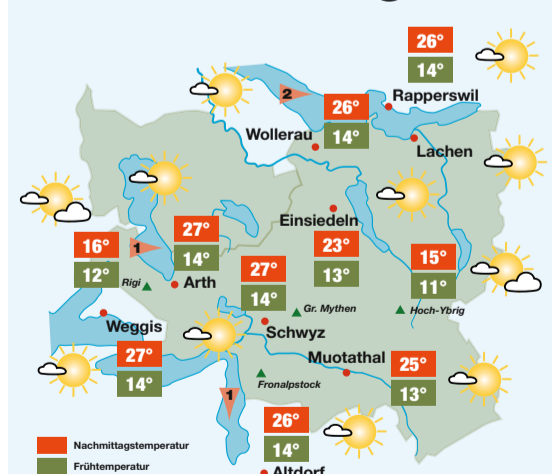 26°
14°
Rapperswil
2
26°
14°
Wollerau
Lachen
Einsiedeln
23°
13°
16°
12°
1
27°
14°
Rigi
Arth
27°
14°
15°
11°
Gr. Mythen
Hoch-Ybrig
Weggis
Schwyz
27°
14°
Muotathal
25°
13°
Fronalpstock
1
26°
14°
Altdorf
Nachmittagstemperatur
Frühtemperatur